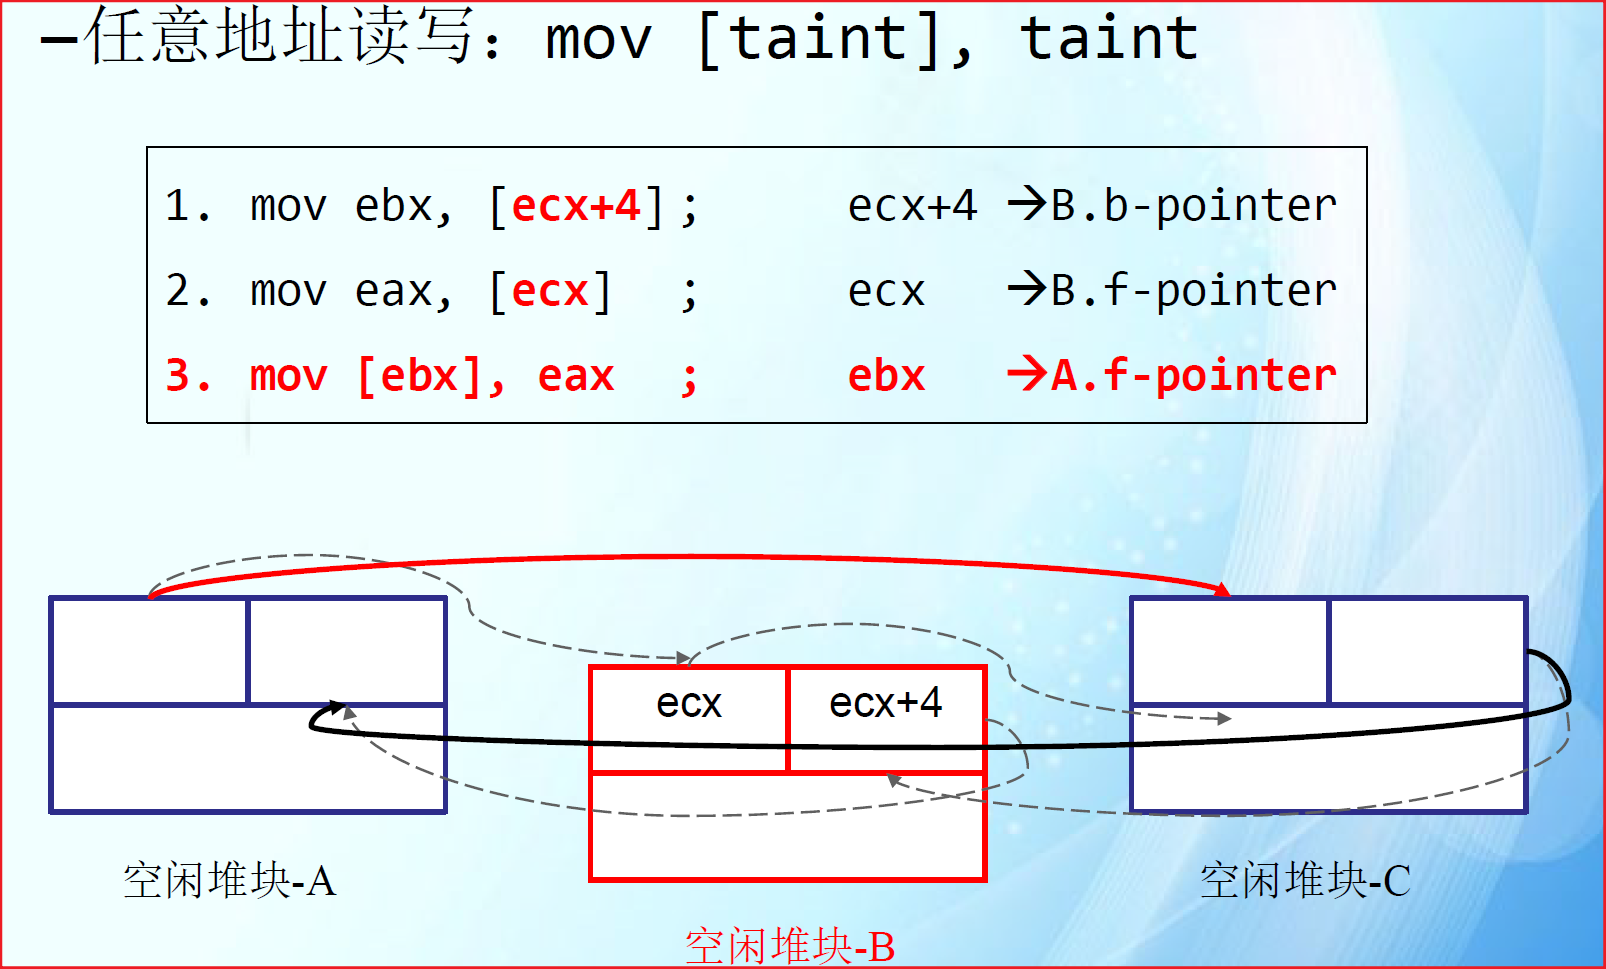 –任意地址读写：mov [taint], taint
1. mov ebx, [ecx+4] ; ecx+4 →B.b-pointer
2. mov eax, [ecx] ; ecx →B.f-pointer
3. mov [ebx], eax ; ebx →A.f-pointer
ecx ecx+4
空闲堆块-A
空闲堆块-C
空闲堆块-B